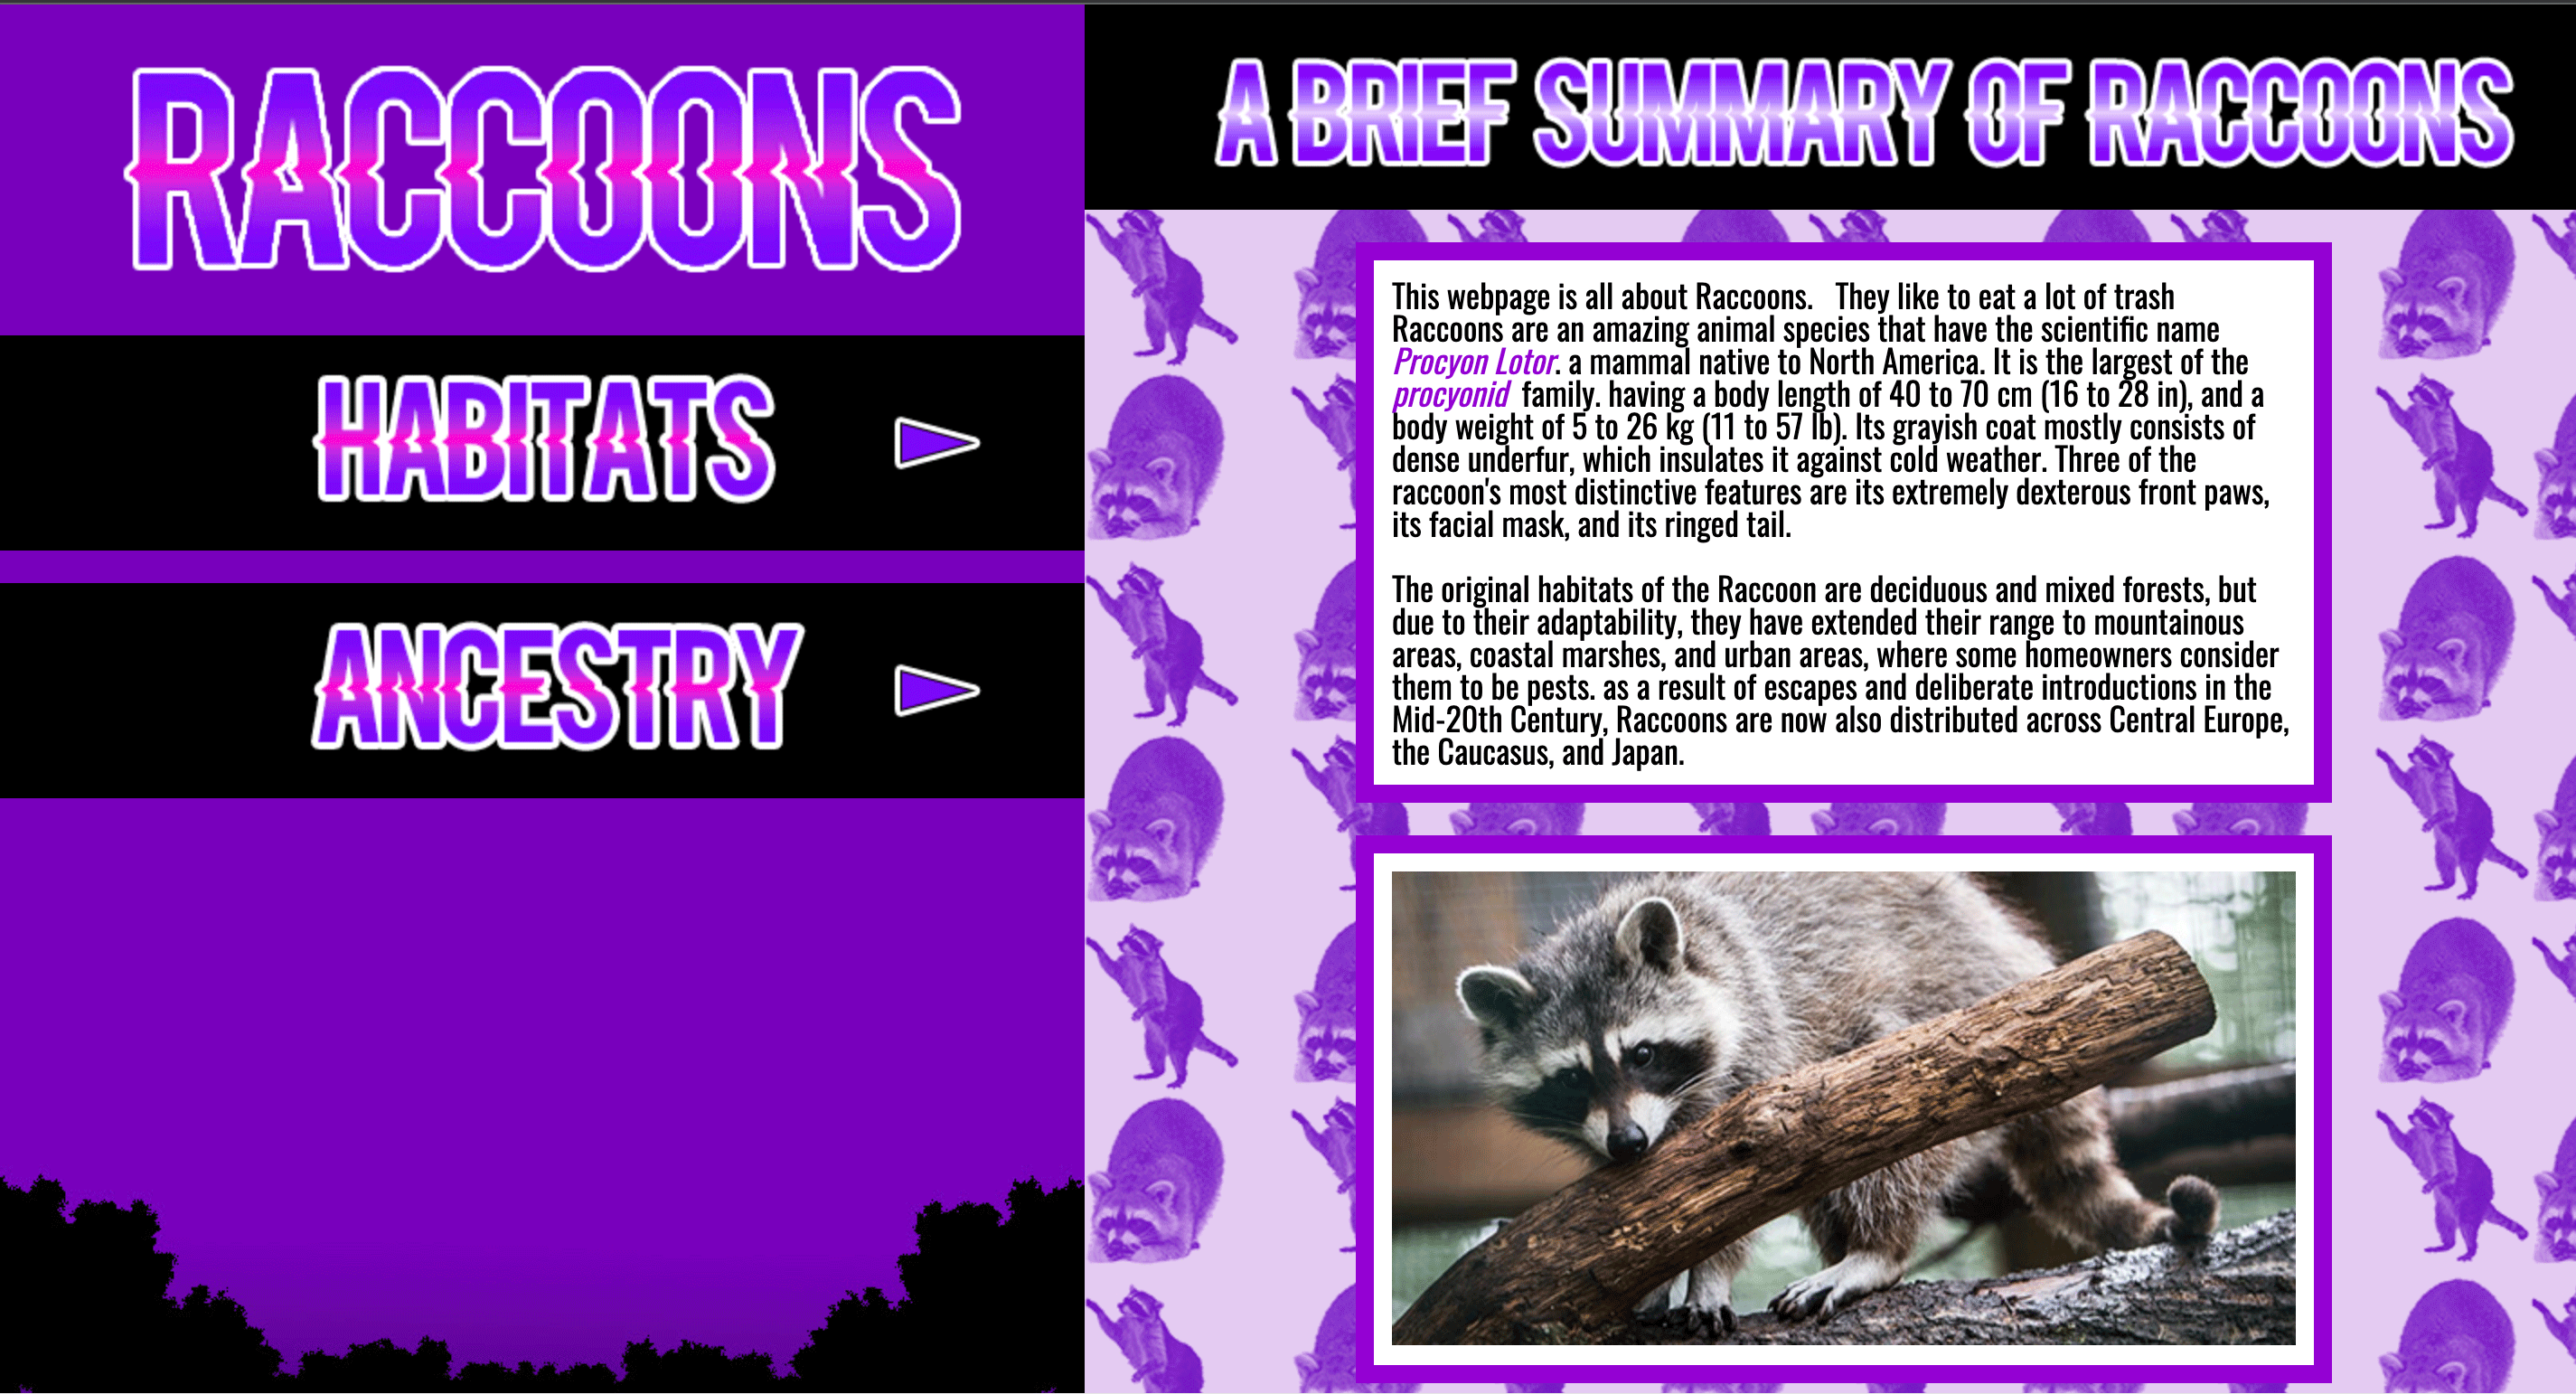 RACCOONS
HABITATS
ANCESTRY
A BRIEF SUMMARY OF RACCOONS
This webpage is all about Raccoons.   They like to eat a lot of trash
Raccoons are an amazing animal species that have the scientific name
Procyon Lotor. a mammal native to North America. It is the largest of the
procyonid  family. having a body length of 40 to 70 cm (16 to 28 in), and a
body weight of 5 to 26 kg (11 to 57 lb). Its grayish coat mostly consists of
dense underfur, which insulates it against cold weather. Three of the
raccoon's most distinctive features are its extremely dexterous front paws,
its facial mask, and its ringed tail.
The original habitats of the Raccoon are deciduous and mixed forests, but
due to their adaptability, they have extended their range to mountainous
areas, coastal marshes, and urban areas, where some homeowners consider
them to be pests. as a result of escapes and deliberate introductions in the
Mid-20th Century, Raccoons are now also distributed across Central Europe,
the Caucasus, and Japan.